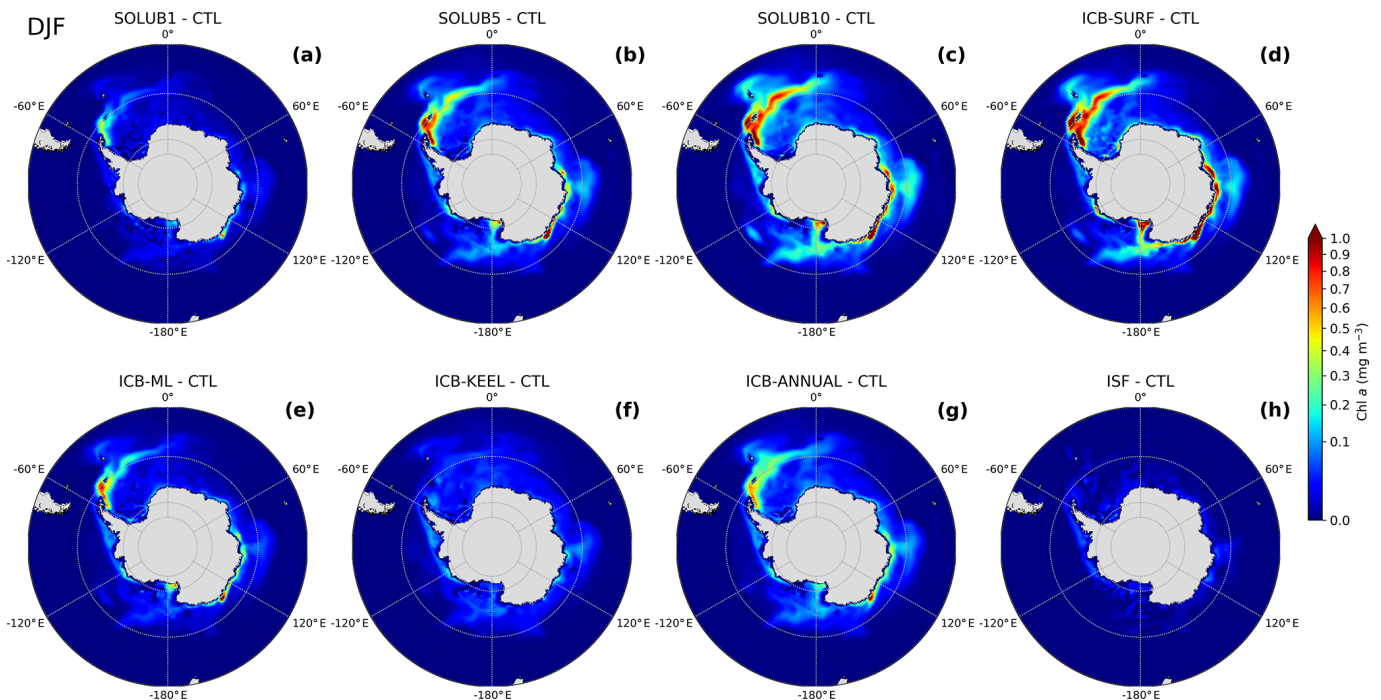 DJF
SOLUB1 - CTL
0°
(a)
-60°E
60°E
-120°E
120°E
-180°E
SOLUB5 - CTL
0°
(b)
-60°E
60°E
-120°E
120°E
-180°E
SOLUB10 - CTL
0°
(c)
-60°E
60°E
-120°E
120°E
-180°E
ICB-SURF - CTL
0°
(d)
-60°E
60°E
-120°E
120°E
-180°E
ICB-ML - CTL
0°
(e)
-60°E
60°E
-120°E
120°E
-180°E
ICB-KEEL - CTL
0°
(f)
-60°E
60°E
-120°E
120°E
-180°E
ICB-ANNUAL - CTL
0°
(g)
-60°E
60°E
-120°E
120°E
-180°E
ISF - CTL
0°
(h)
-60°E
60°E
-120°E
120°E
-180°E
1.0
0.9
0.8
0.7
0.6
0.5
0.4
0.3
0.2
0.1
0.0
Chl a (mg m⁻³)